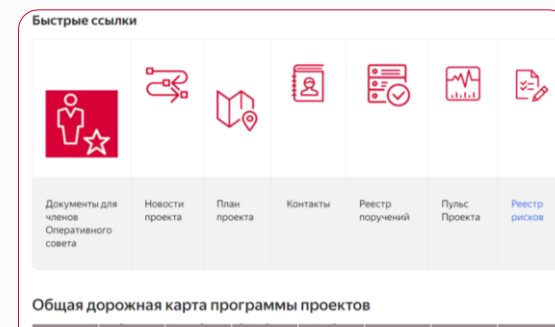 Быстрые ссылки
Документы для
членов
Оперативного
совета
Новости
проекта
План
проекта
Контакты
Реестр
поручений
Пульс
Проекта
Реестр
рисков
Общая дорожная карта программы проектов